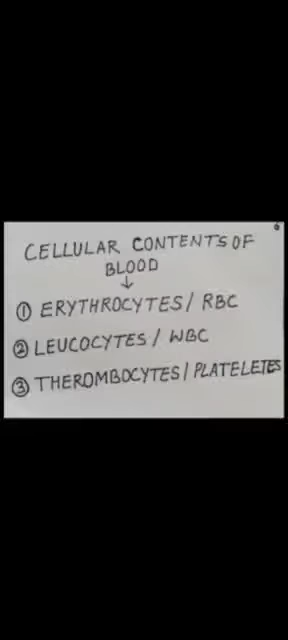 CELLULAR CONTENTS OF
BLOOD
↓
① ERYTHROCYTES / RBC
② LEUCOCYTES / WBC
③ THEROMBOCYTES / PLATELETES